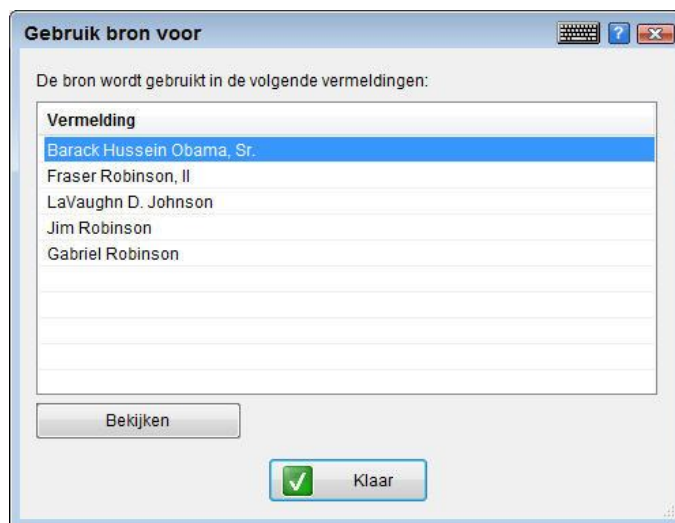 Gebruik bron voor
?
De bron wordt gebruikt in de volgende vermeldingen:
Vermelding
Barack Hussein Obama, Sr.
Fraser Robinson, II
LaVaughn D. Johnson
Jim Robinson
Gabriel Robinson
Bekijken
Klaar